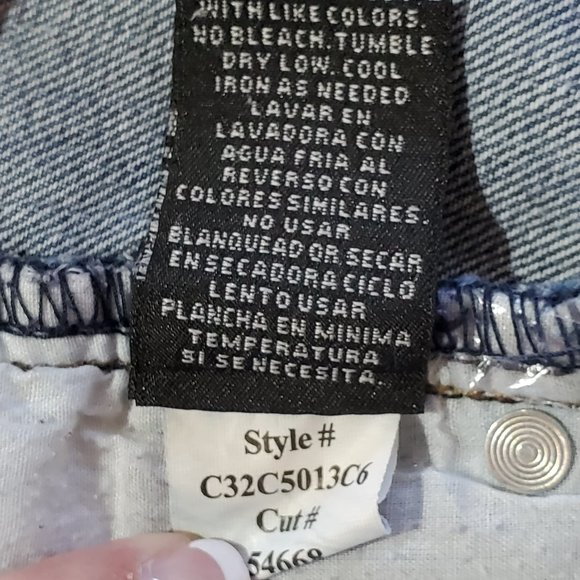 WITH LIKE COLORS.
NO BLEACH. TUMBLE
DRY LOW. COOL
IRON AS NEEDED
LAVAR EN
LAVADORA CON
AGUA FRIA. AL
REVERSO CON
COLORES SIMILARES.
NO USAR
BLANQUEADOR SECAR
EN SECADORA CICLO
LENTO USAR
PLANCHA EN MINIMA
TEMPERATURA
SI SE NECESITA.
Style #
C32C5013C6
Cut#
54669